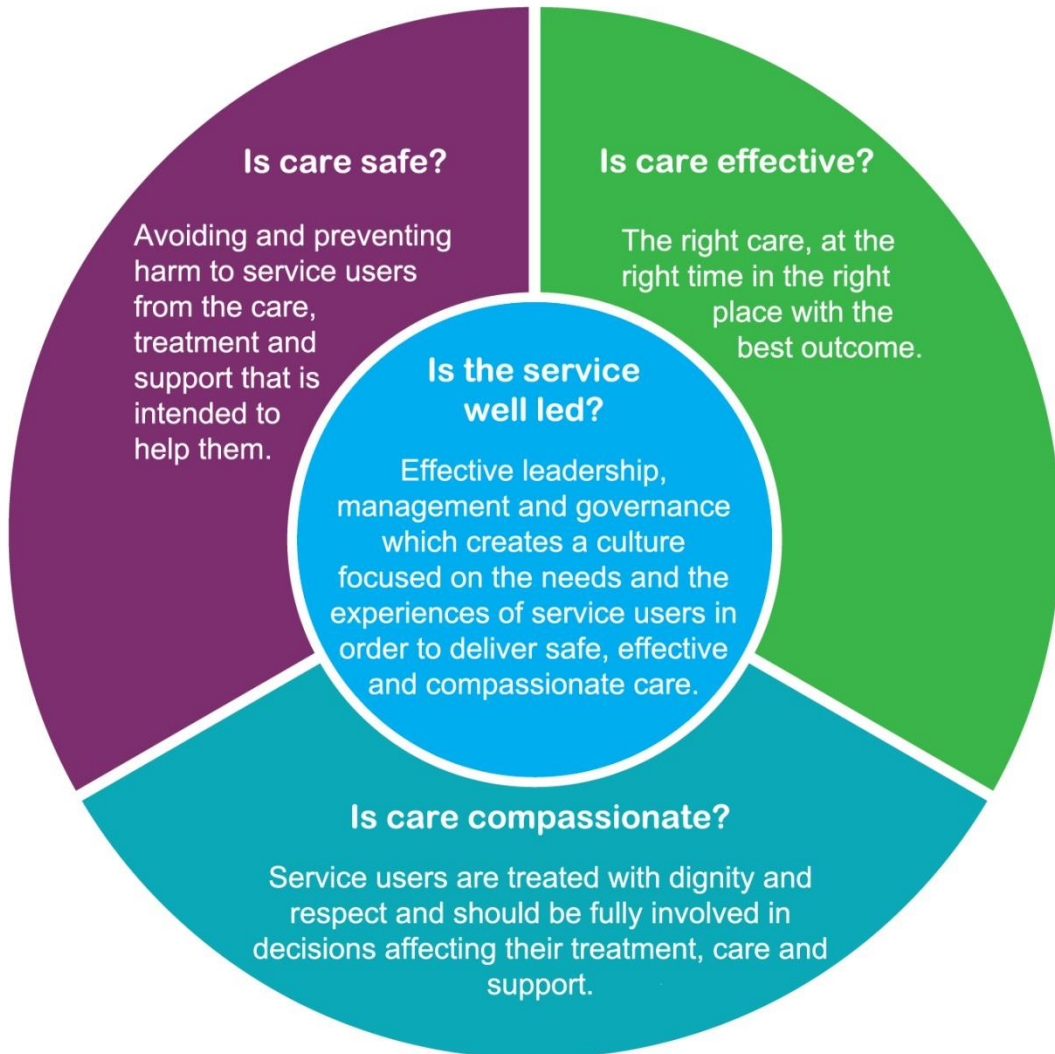 Is care safe?
Avoiding and preventing
harm to service users
from the care,
treatment and
support that is
intended to
help them.
Is care effective?
The right care, at the
right time in the right
place with the
best outcome.
Is the service
well led?
Effective leadership,
management and governance
which creates a culture
focused on the needs and the
experiences of service users in
order to deliver safe, effective
and compassionate care.
Is care compassionate?
Service users are treated with dignity and
respect and should be fully involved in
decisions affecting their treatment, care and
support.